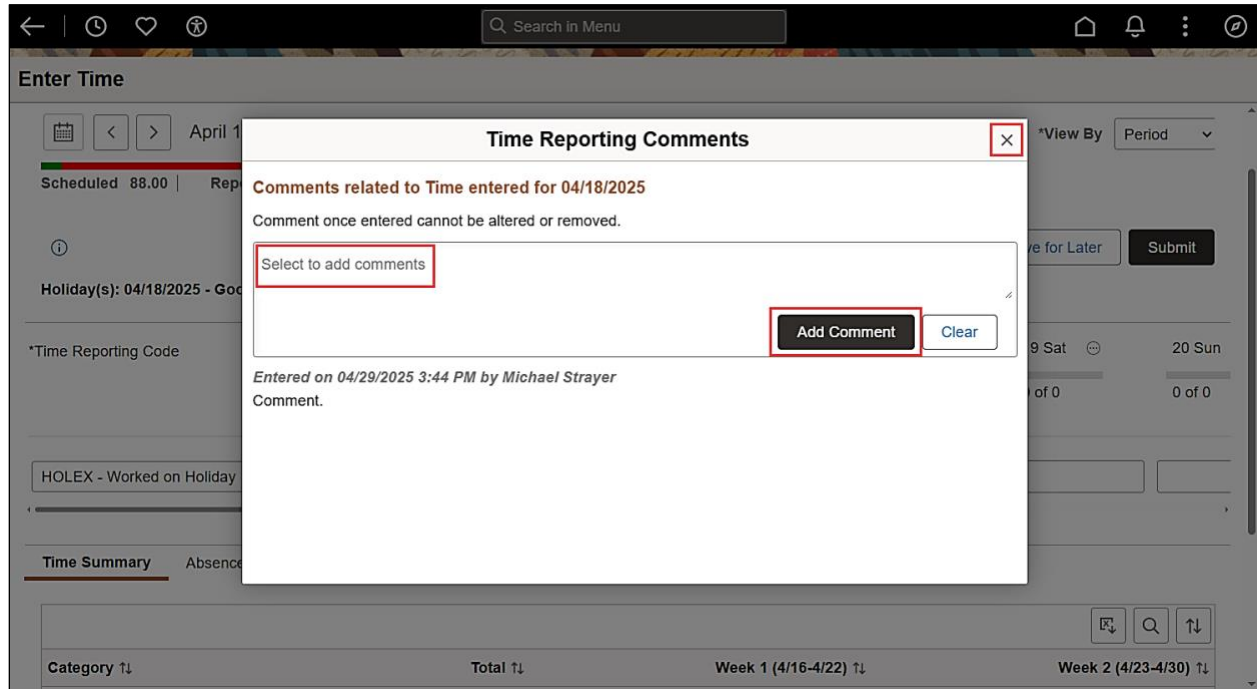 Search in Menu
Enter Time
April 1
*View By Period
Scheduled 88.00 | Rep
Time Reporting Comments
Comments related to Time entered for 04/18/2025
Comment once entered cannot be altered or removed.
Select to add comments
ve for Later
Submit
Holiday(s): 04/18/2025 - Goo
Add Comment
Clear
*Time Reporting Code
9 Sat
20 Sun
Entered on 04/29/2025 3:44 PM by Michael Strayer
Comment.
of 0
0 of 0
HOLEX - Worked on Holiday
Time Summary
Absence
Category
Total
Week 1 (4/16-4/22)
Week 2 (4/23-4/30)